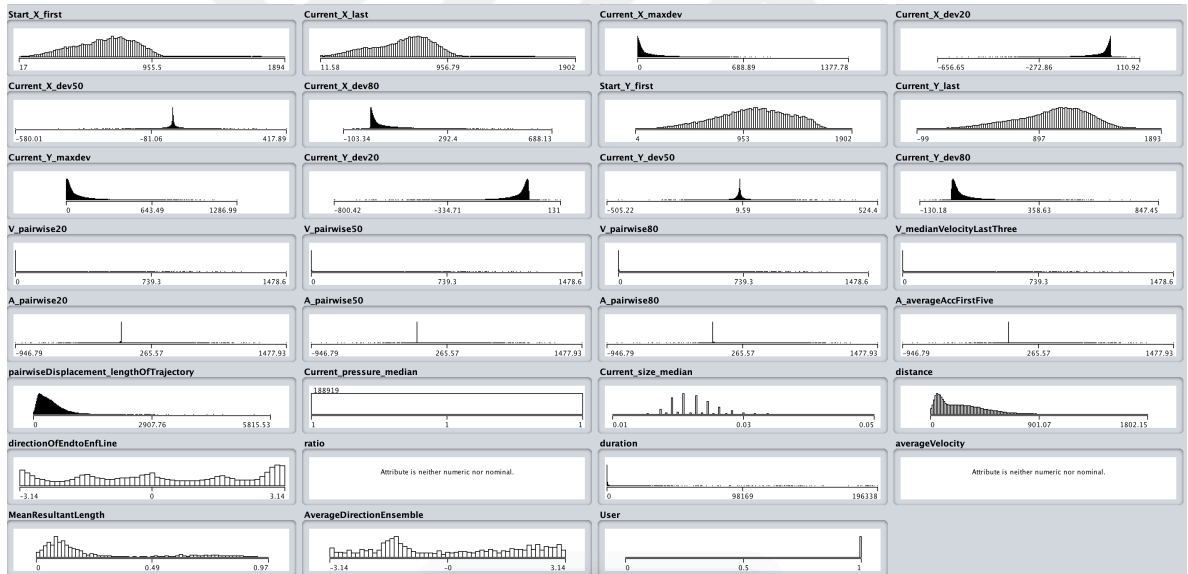 Start_X_first
17 955.5 1894
Current_X_last
11.58 956.79 1902
Current_X_maxdev
0 688.89 1377.78
Current_X_dev20
-656.65 -272.86 110.92
Current_X_dev50
-580.01 -81.06 417.89
Current_X_dev80
-103.34 292.4 688.13
Start_Y_first
4 953 1902
Current_Y_last
-99 897 1893
Current_Y_maxdev
0 643.49 1286.99
Current_Y_dev20
-800.42 -334.71 131
Current_Y_dev50
-505.22 9.59 524.4
Current_Y_dev80
-130.18 358.63 847.45
V_pairwise20
0 739.3 1478.6
V_pairwise50
0 739.3 1478.6
V_pairwise80
0 739.3 1478.6
V_medianVelocityLastThree
0 739.3 1478.6
A_pairwise20
-946.79 265.57 1477.93
A_pairwise50
-946.79 265.57 1477.93
A_pairwise80
-946.79 265.57 1477.93
A_averageAccFirstFive
-946.79 265.57 1477.93
pairwiseDisplacement_lengthOfTrajectory
0 2907.76 5815.53
Current_pressure_median
188919
1 1 1
Current_size_median
0.01 0.03 0.05
distance
0 901.07 1802.15
directionOfEndtoEnfLine
-3.14 0 3.14
ratio
Attribute is neither numeric nor nominal.
duration
0 98169 196338
averageVelocity
Attribute is neither numeric nor nominal.
MeanResultantLength
0 0.49 0.97
AverageDirectionEnsemble
-3.14 -0 3.14
User
0 0.5 1